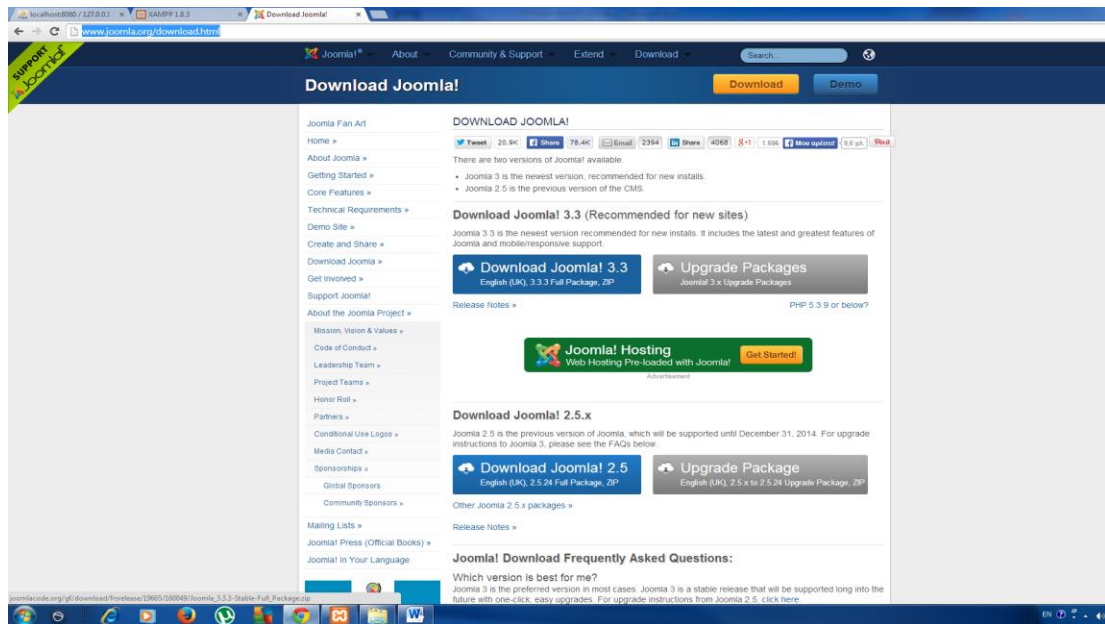 localhost:8080 / 127.0.0.1
XAMPP 1.8.3
Download Joomla!
www.joomla.org/download.html
SUPPORT
Joomla!
Joomla!®
About
Community & Support
Extend
Download
Search...
Download Joomla!
Download
Demo
Joomla Fan Art
Home »
About Joomla »
Getting Started »
Core Features »
Technical Requirements »
Demo Site »
Create and Share »
Download Joomla »
Get Involved »
Support Joomla!
About the Joomla Project »
Mission, Vision & Values »
Code of Conduct »
Leadership Team »
Project Teams »
Honor Roll »
Partners »
Conditional Use Logos »
Media Contact »
Sponsorships »
Global Sponsors
Community Sponsors »
Mailing Lists »
Joomla! Press (Official Books) »
Joomla! In Your Language
DOWNLOAD JOOMLA!
Tweet 20.9K Share 78.4K Email 2394 Share 4068 g+1 Μου αρέσει! Pin it
There are two versions of Joomla! available.
• Joomla 3 is the newest version, recommended for new installs.
• Joomla 2.5 is the previous version of the CMS.
Download Joomla! 3.3 (Recommended for new sites)
Joomla 3.3 is the newest version recommended for new installs. It includes the latest and greatest features of
Joomla and mobile/responsive support.
Download Joomla! 3.3
English (UK), 3.3.3 Full Package, ZIP
Upgrade Packages
Joomla! 3.x Upgrade Packages
Release Notes »
PHP 5.3.9 or below?
Joomla! Hosting
Web Hosting Pre-loaded with Joomla!
Get Started!
Advertisement
Download Joomla! 2.5.x
Joomla 2.5 is the previous version of Joomla, which will be supported until December 31, 2014. For upgrade
instructions to Joomla 3, please see the FAQs below.
Download Joomla! 2.5
English (UK), 2.5.24 Full Package, ZIP
Upgrade Package
English (UK), 2.5.x to 2.5.24 Upgrade Package, ZIP
Other Joomla 2.5.x packages »
Release Notes »
Joomla! Download Frequently Asked Questions:
Which version is best for me?
Joomla 3 is the preferred version in most cases. Joomla 3 is a stable release that will be supported long into the
future with one-click, easy upgrades. For upgrade instructions from Joomla 2.5, click here.
joomlacode.org/gf/download/frsrelease/19665/160049/Joomla_3.3.3-Stable-Full_Package.zip
EN